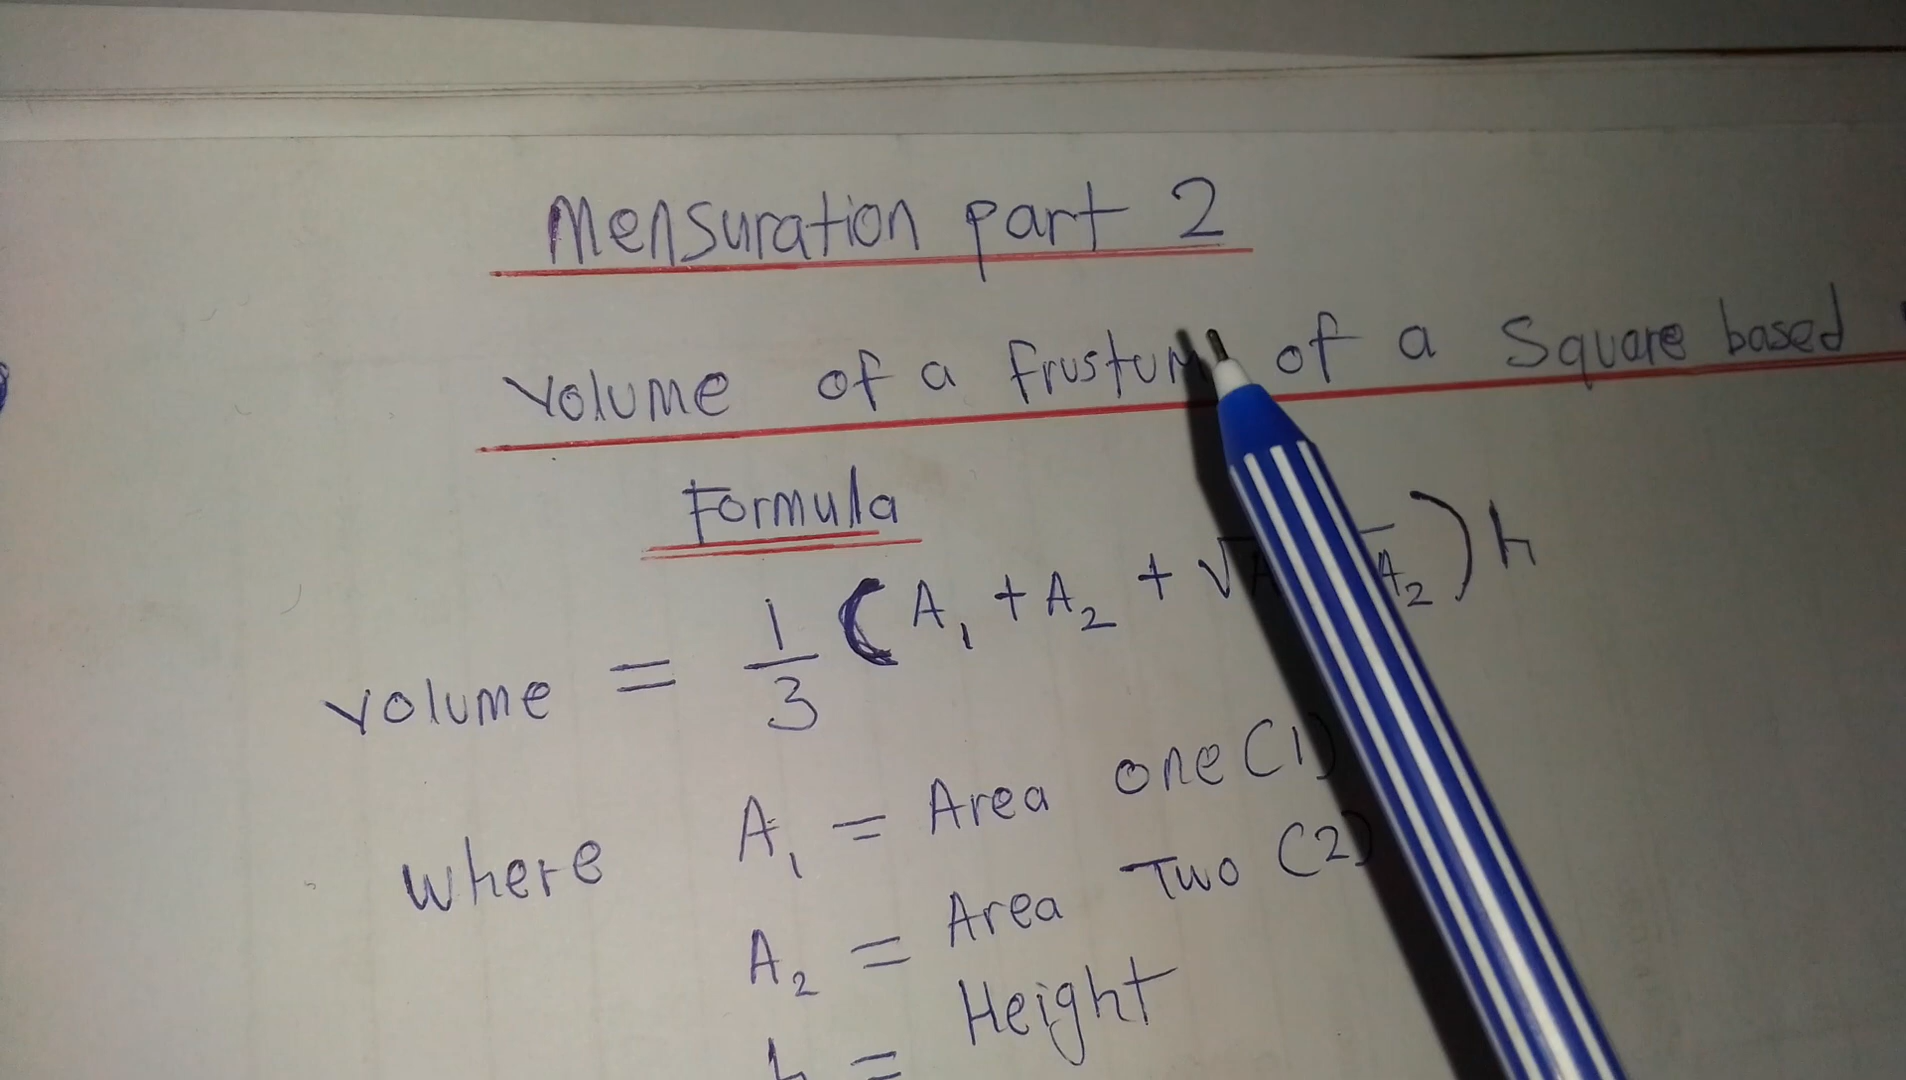 Mensuration part 2
Volume of a frustum of a Square based
Formula
Volume = 1/3 (A₁ + A₂ + √A A₂) h
where A₁ = Area one (1)
A₂ = Area Two (2)
h = Height